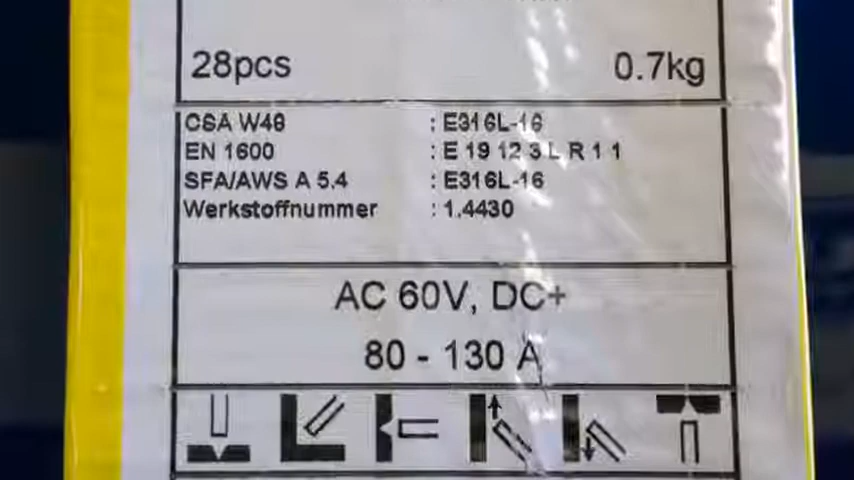 28pcs 0.7kg
CSA W48 : E316L-16
EN 1600 : E 19 12 3 L R 1 1
SFA/AWS A 5.4 : E316L-16
Werkstoffnummer : 1.4430
AC 60V, DC+
80 - 130 A